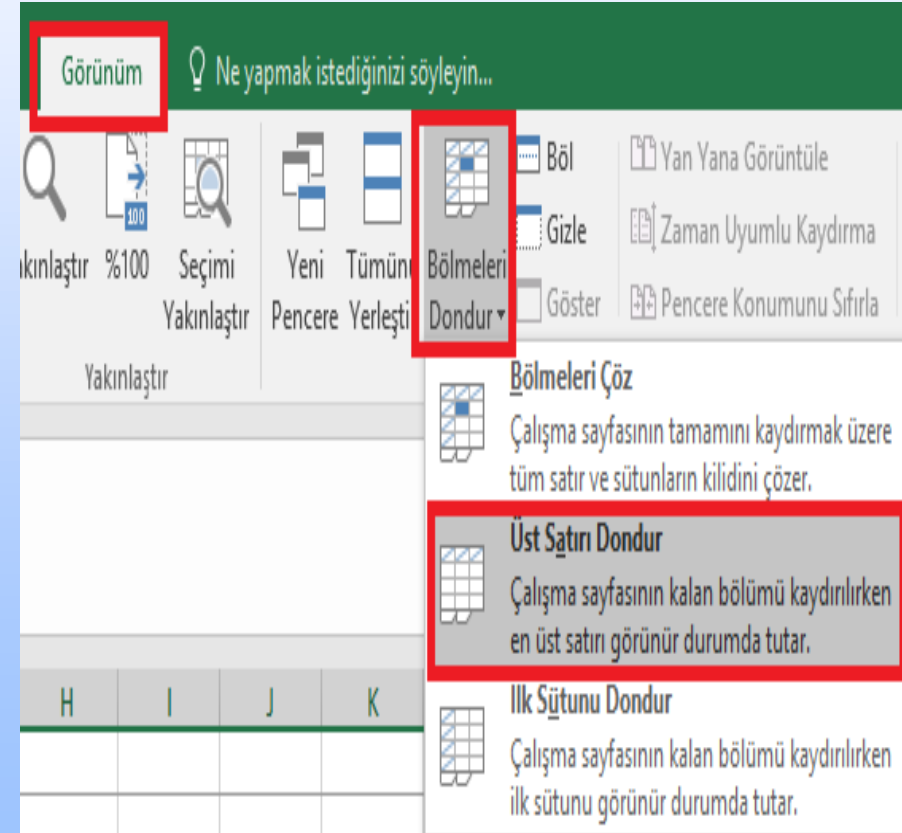 Görünüm
Ne yapmak istediğinizi söyleyin...
akınlaştır
%100
100
Seçimi
Yakınlaştır
Yeni
Pencere
Tümünü
Yerleşti
Bölmeleri
Dondur
Böl
Gizle
Göster
Yan Yana Görüntüle
Zaman Uyumlu Kaydırma
Pencere Konumunu Sıfırla
Yakınlaştır
Bölmeleri Çöz
Çalışma sayfasının tamamını kaydırmak üzere
tüm satır ve sütunların kilidini çözer.
Üst Satırı Dondur
Çalışma sayfasının kalan bölümü kaydırılırken
en üst satırı görünür durumda tutar.
H I J K
İlk Sütunu Dondur
Çalışma sayfasının kalan bölümü kaydırılırken
ilk sütunu görünür durumda tutar.